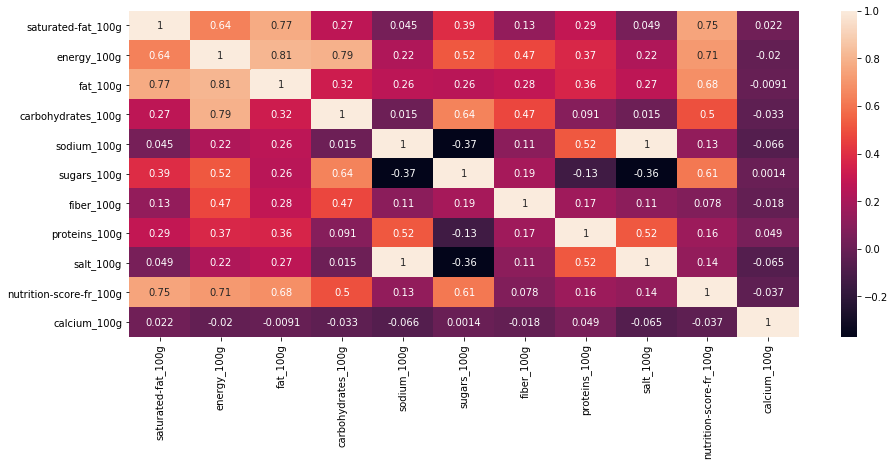 saturated-fat_100g 1 0.64 0.77 0.27 0.045 0.39 0.13 0.29 0.049 0.75 0.022
energy_100g 0.64 1 0.81 0.79 0.22 0.52 0.47 0.37 0.22 0.71 -0.02
fat_100g 0.77 0.81 1 0.32 0.26 0.26 0.28 0.36 0.27 0.68 -0.0091
carbohydrates_100g 0.27 0.79 0.32 1 0.015 0.64 0.47 0.091 0.015 0.5 -0.033
sodium_100g 0.045 0.22 0.26 0.015 1 -0.37 0.11 0.52 1 0.13 -0.066
sugars_100g 0.39 0.52 0.26 0.64 -0.37 1 0.19 -0.13 -0.36 0.61 0.0014
fiber_100g 0.13 0.47 0.28 0.47 0.11 0.19 1 0.17 0.11 0.078 -0.018
proteins_100g 0.29 0.37 0.36 0.091 0.52 -0.13 0.17 1 0.52 0.16 0.049
salt_100g 0.049 0.22 0.27 0.015 1 -0.36 0.11 0.52 1 0.14 -0.065
nutrition-score-fr_100g 0.75 0.71 0.68 0.5 0.13 0.61 0.078 0.16 0.14 1 -0.037
calcium_100g 0.022 -0.02 -0.0091 -0.033 -0.066 0.0014 -0.018 0.049 -0.065 -0.037 1
saturated-fat_100g
energy_100g
fat_100g
carbohydrates_100g
sodium_100g
sugars_100g
fiber_100g
proteins_100g
salt_100g
nutrition-score-fr_100g
calcium_100g
1.0
0.8
0.6
0.4
0.2
0.0
−0.2